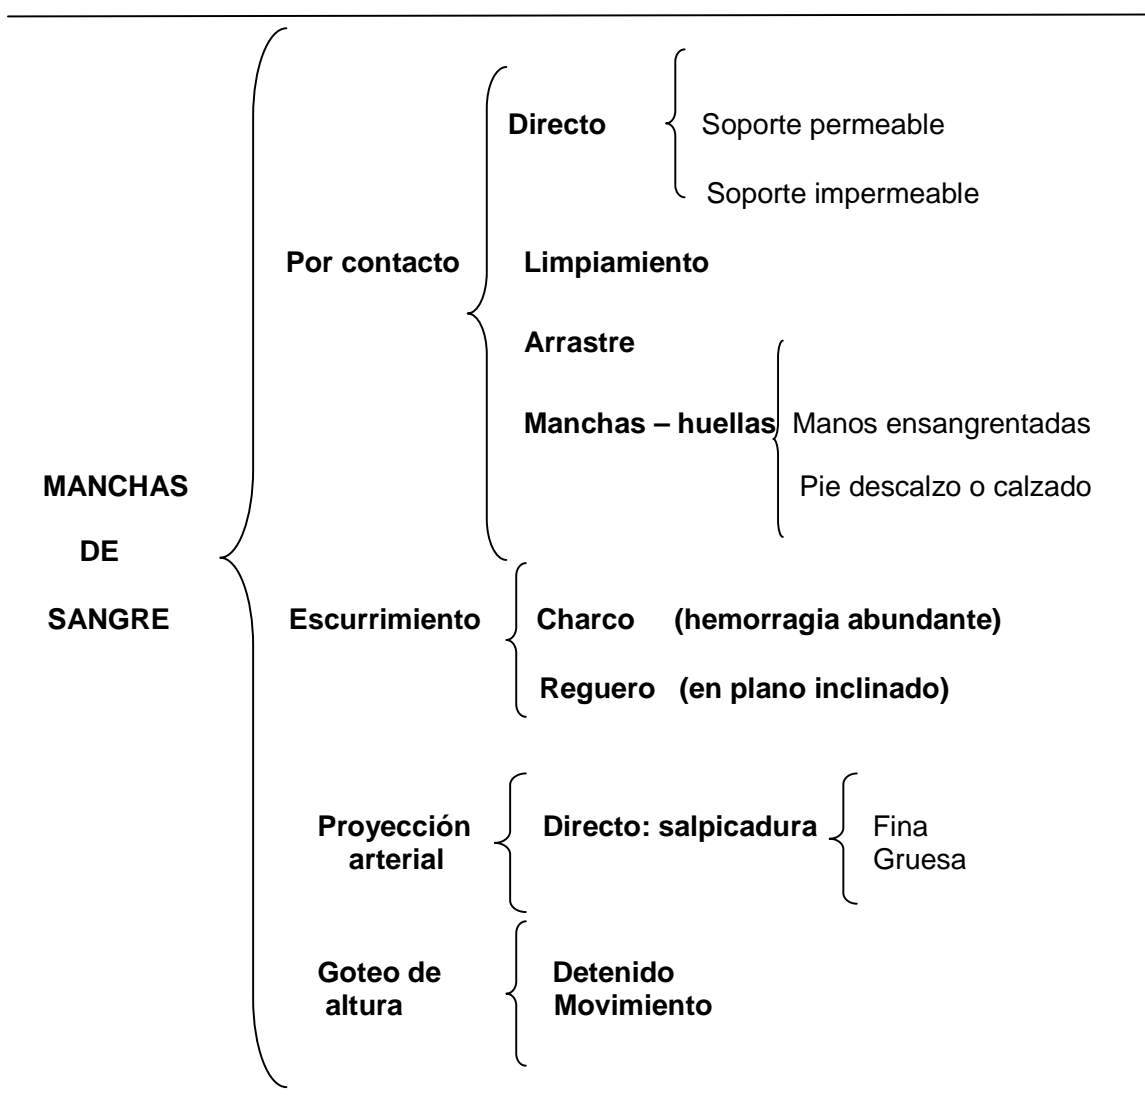 Directo
Soporte permeable
Soporte impermeable
Por contacto
Limpiamiento
Arrastre
Manchas – huellas
Manos ensangrentadas
Pie descalzo o calzado
MANCHAS
DE
SANGRE
Escurrimiento
Charco (hemorragia abundante)
Reguero (en plano inclinado)
Proyección
arterial
Directo: salpicadura
Fina
Gruesa
Goteo de
altura
Detenido
Movimiento